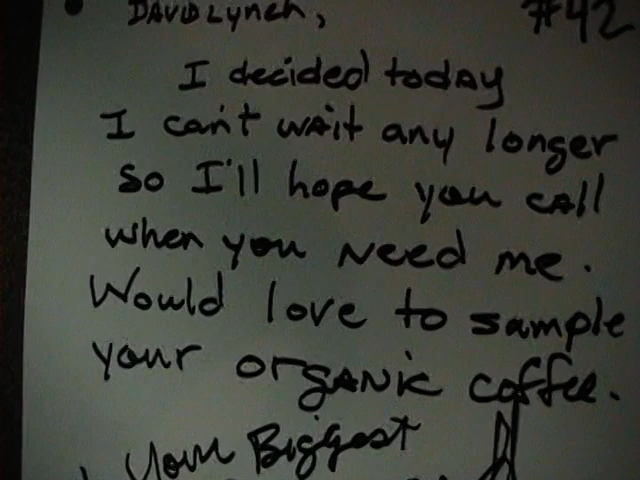 David Lynch,
#42
I decided today
I can't wait any longer
so I'll hope you call
when you need me.
Would love to sample
your organic coffee.
Your Biggest